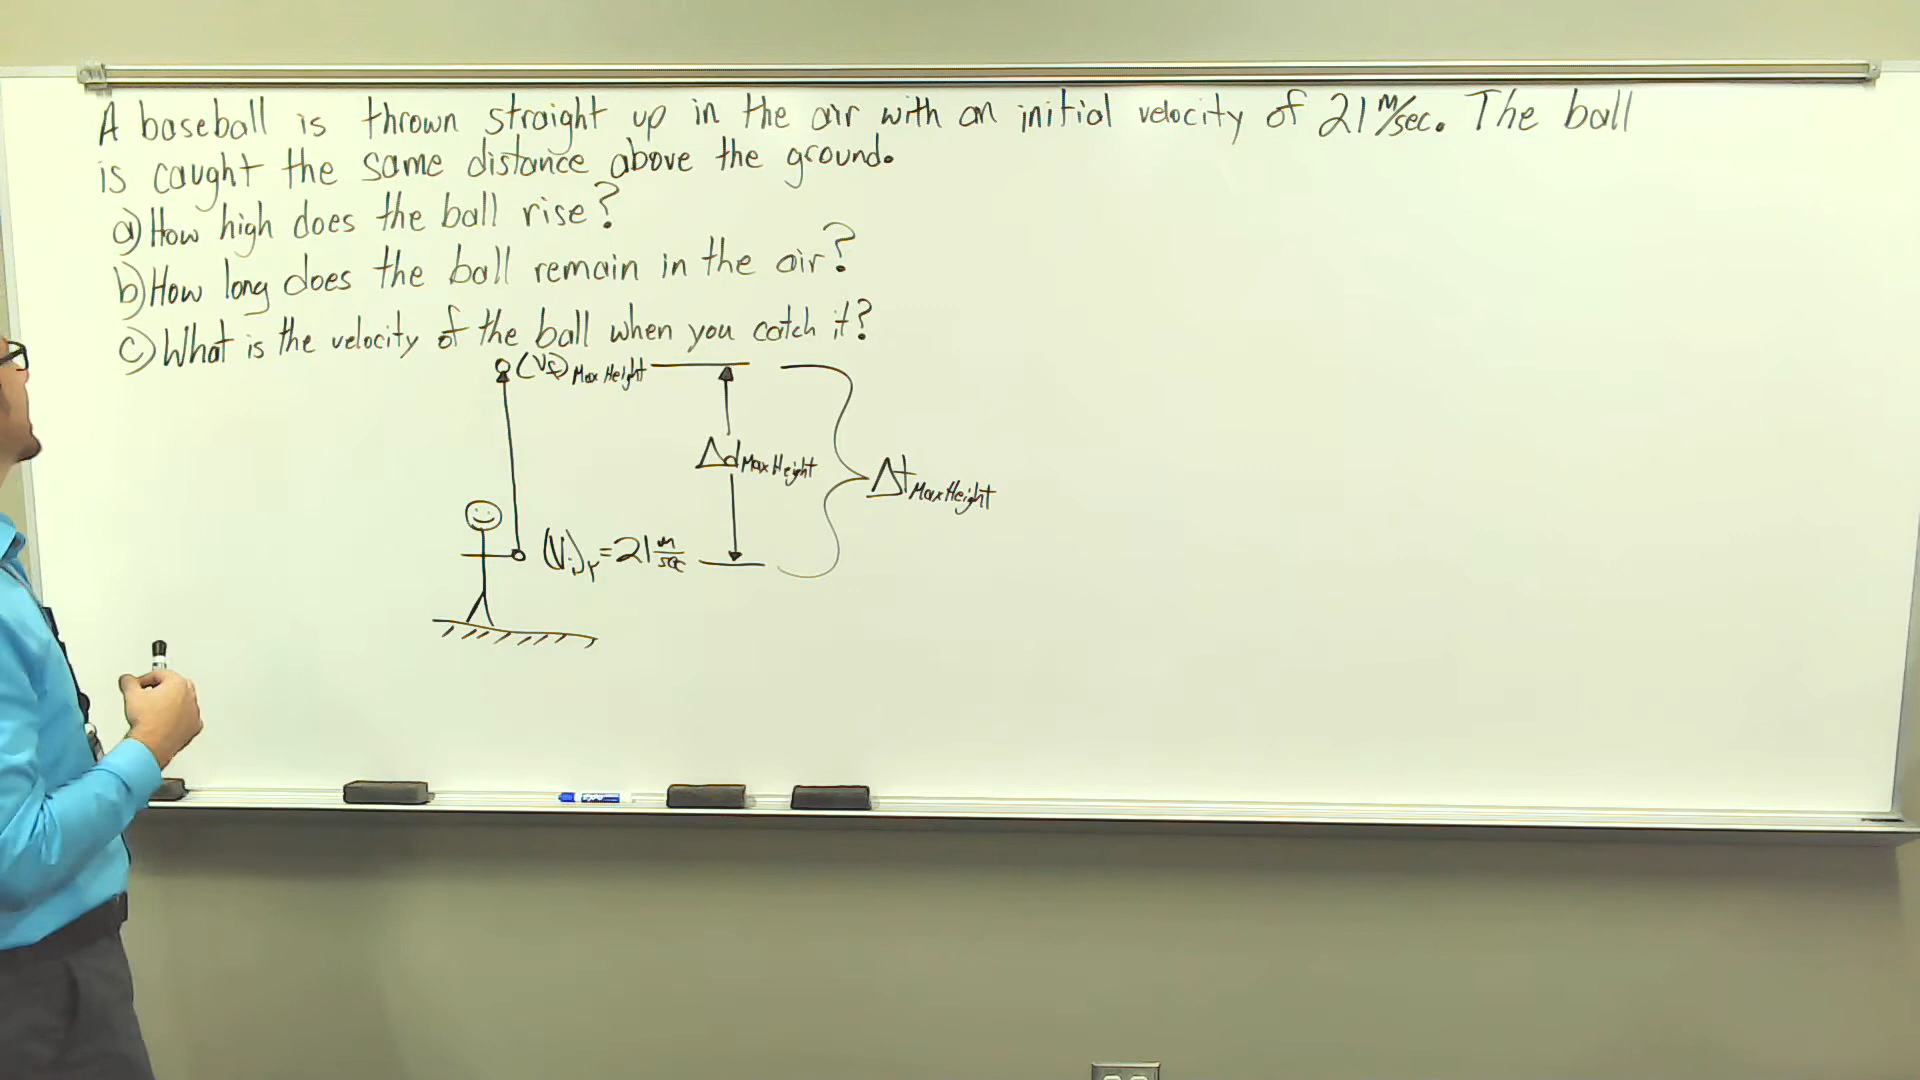 A baseball is thrown straight up in the air with an initial velocity of 21 m/sec. The ball
is caught the same distance above the ground.
a) How high does the ball rise?
b) How long does the ball remain in the air?
c) What is the velocity of the ball when you catch it?
(Vf) Max Height
Δd Max Height
Δt Max Height
(Vi)Y = 21 m/sec